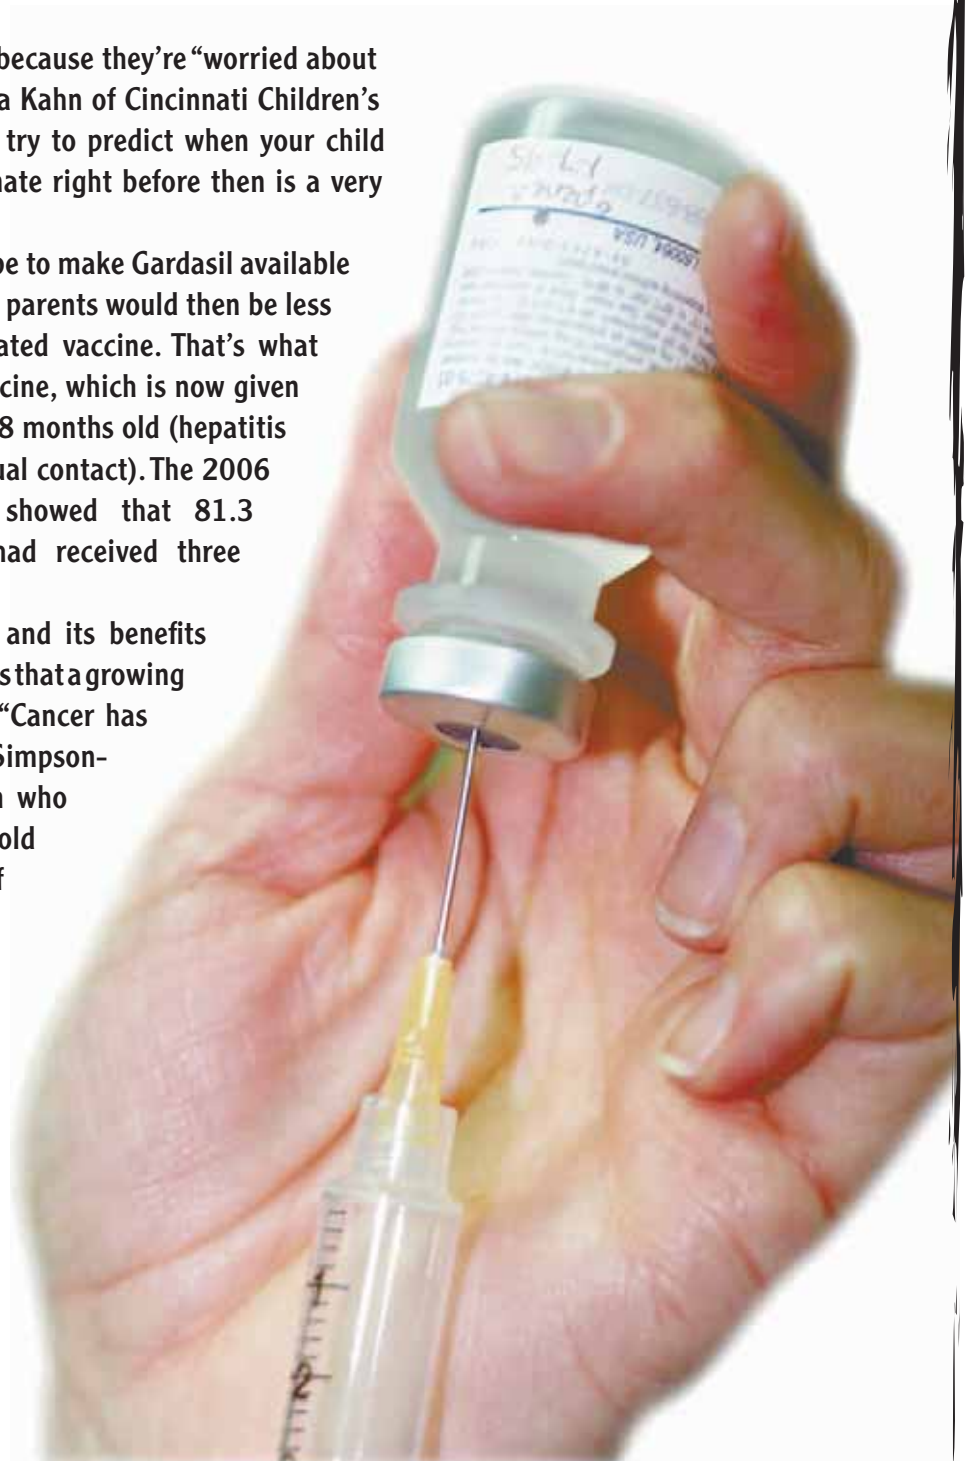 because they’re “worried about
a Kahn of Cincinnati Children’s
try to predict when your child
nate right before then is a very
be to make Gardasil available
parents would then be less
ated vaccine. That’s what
cine, which is now given
8 months old (hepatitis
ual contact). The 2006
showed that 81.3
had received three
and its benefits
s that a growing
“Cancer has
Simpson-
n who
old
f
USA
1
2